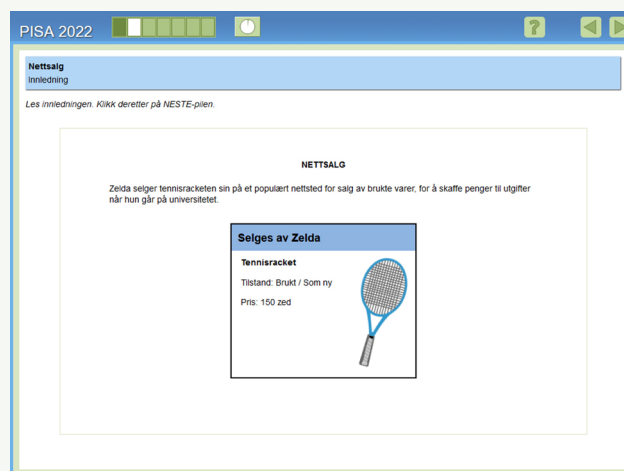 PISA 2022
?
Nettsalg
Innledning
Les innledningen. Klikk deretter på NESTE-pilen.
NETTSALG
Zelda selger tennisracketen sin på et populært nettsted for salg av brukte varer, for å skaffe penger til utgifter
når hun går på universitetet.
Selges av Zelda
Tennisracket
Tilstand: Brukt / Som ny
Pris: 150 zed